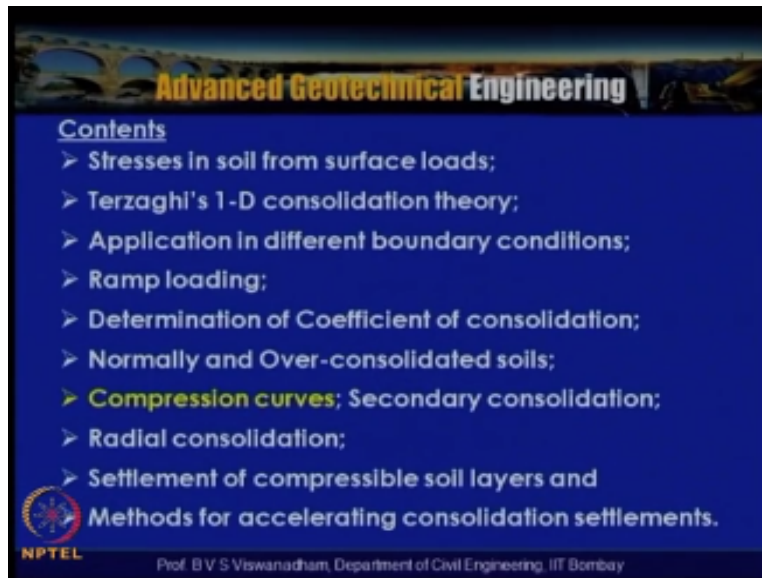 Advanced Geotechnical Engineering
Contents
➢ Stresses in soil from surface loads;
➢ Terzaghi's 1-D consolidation theory;
➢ Application in different boundary conditions;
➢ Ramp loading;
➢ Determination of Coefficient of consolidation;
➢ Normally and Over-consolidated soils;
➢ Compression curves; Secondary consolidation;
➢ Radial consolidation;
➢ Settlement of compressible soil layers and
➢ Methods for accelerating consolidation settlements.
NPTEL
Prof. B V S Viswanadham, Department of Civil Engineering, IIT Bombay